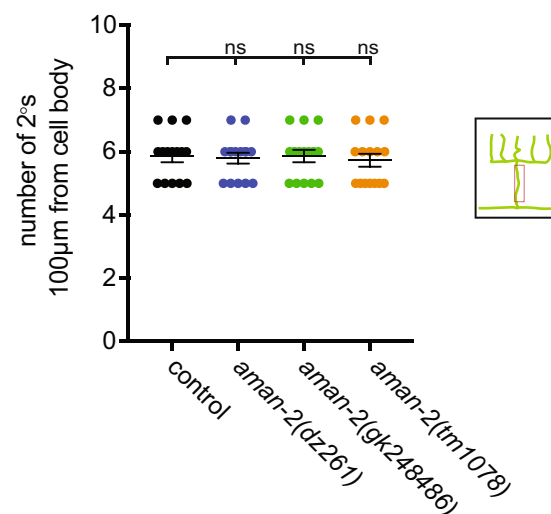 number of 2°s
100μm from cell body
10
8
6
4
2
0
ns ns ns
control
aman-2(dz261)
aman-2(gk248486)
aman-2(tm1078)